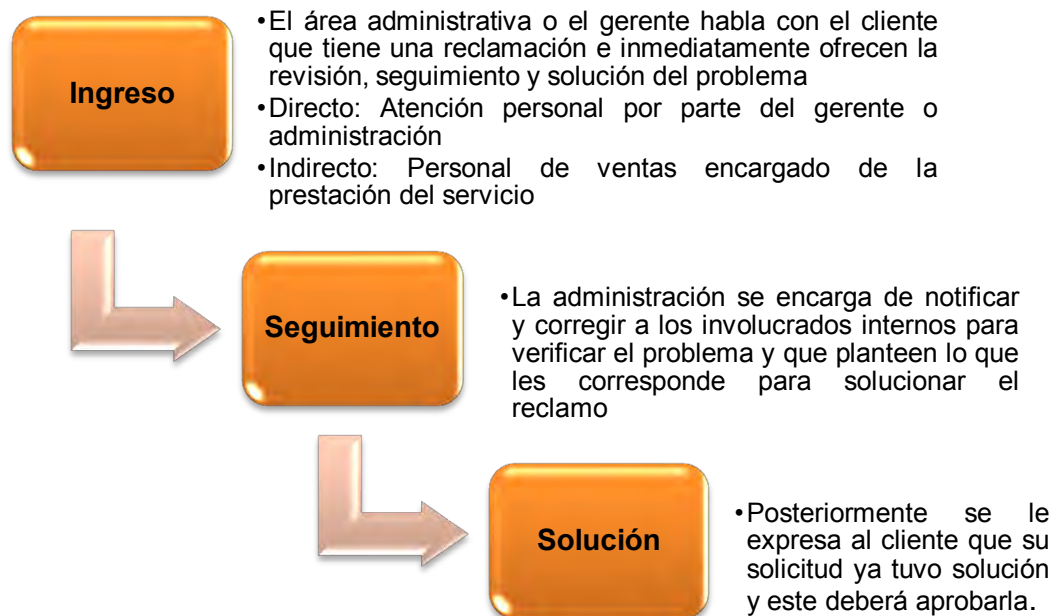 Ingreso
•El área administrativa o el gerente habla con el cliente
que tiene una reclamación e inmediatamente ofrecen la
revisión, seguimiento y solución del problema
•Directo: Atención personal por parte del gerente o
administración
•Indirecto: Personal de ventas encargado de la
prestación del servicio
Seguimiento
•La administración se encarga de notificar
y corregir a los involucrados internos para
verificar el problema y que planteen lo que
les corresponde para solucionar el
reclamo
Solución
•Posteriormente se le
expresa al cliente que su
solicitud ya tuvo solución
y este deberá aprobarla.